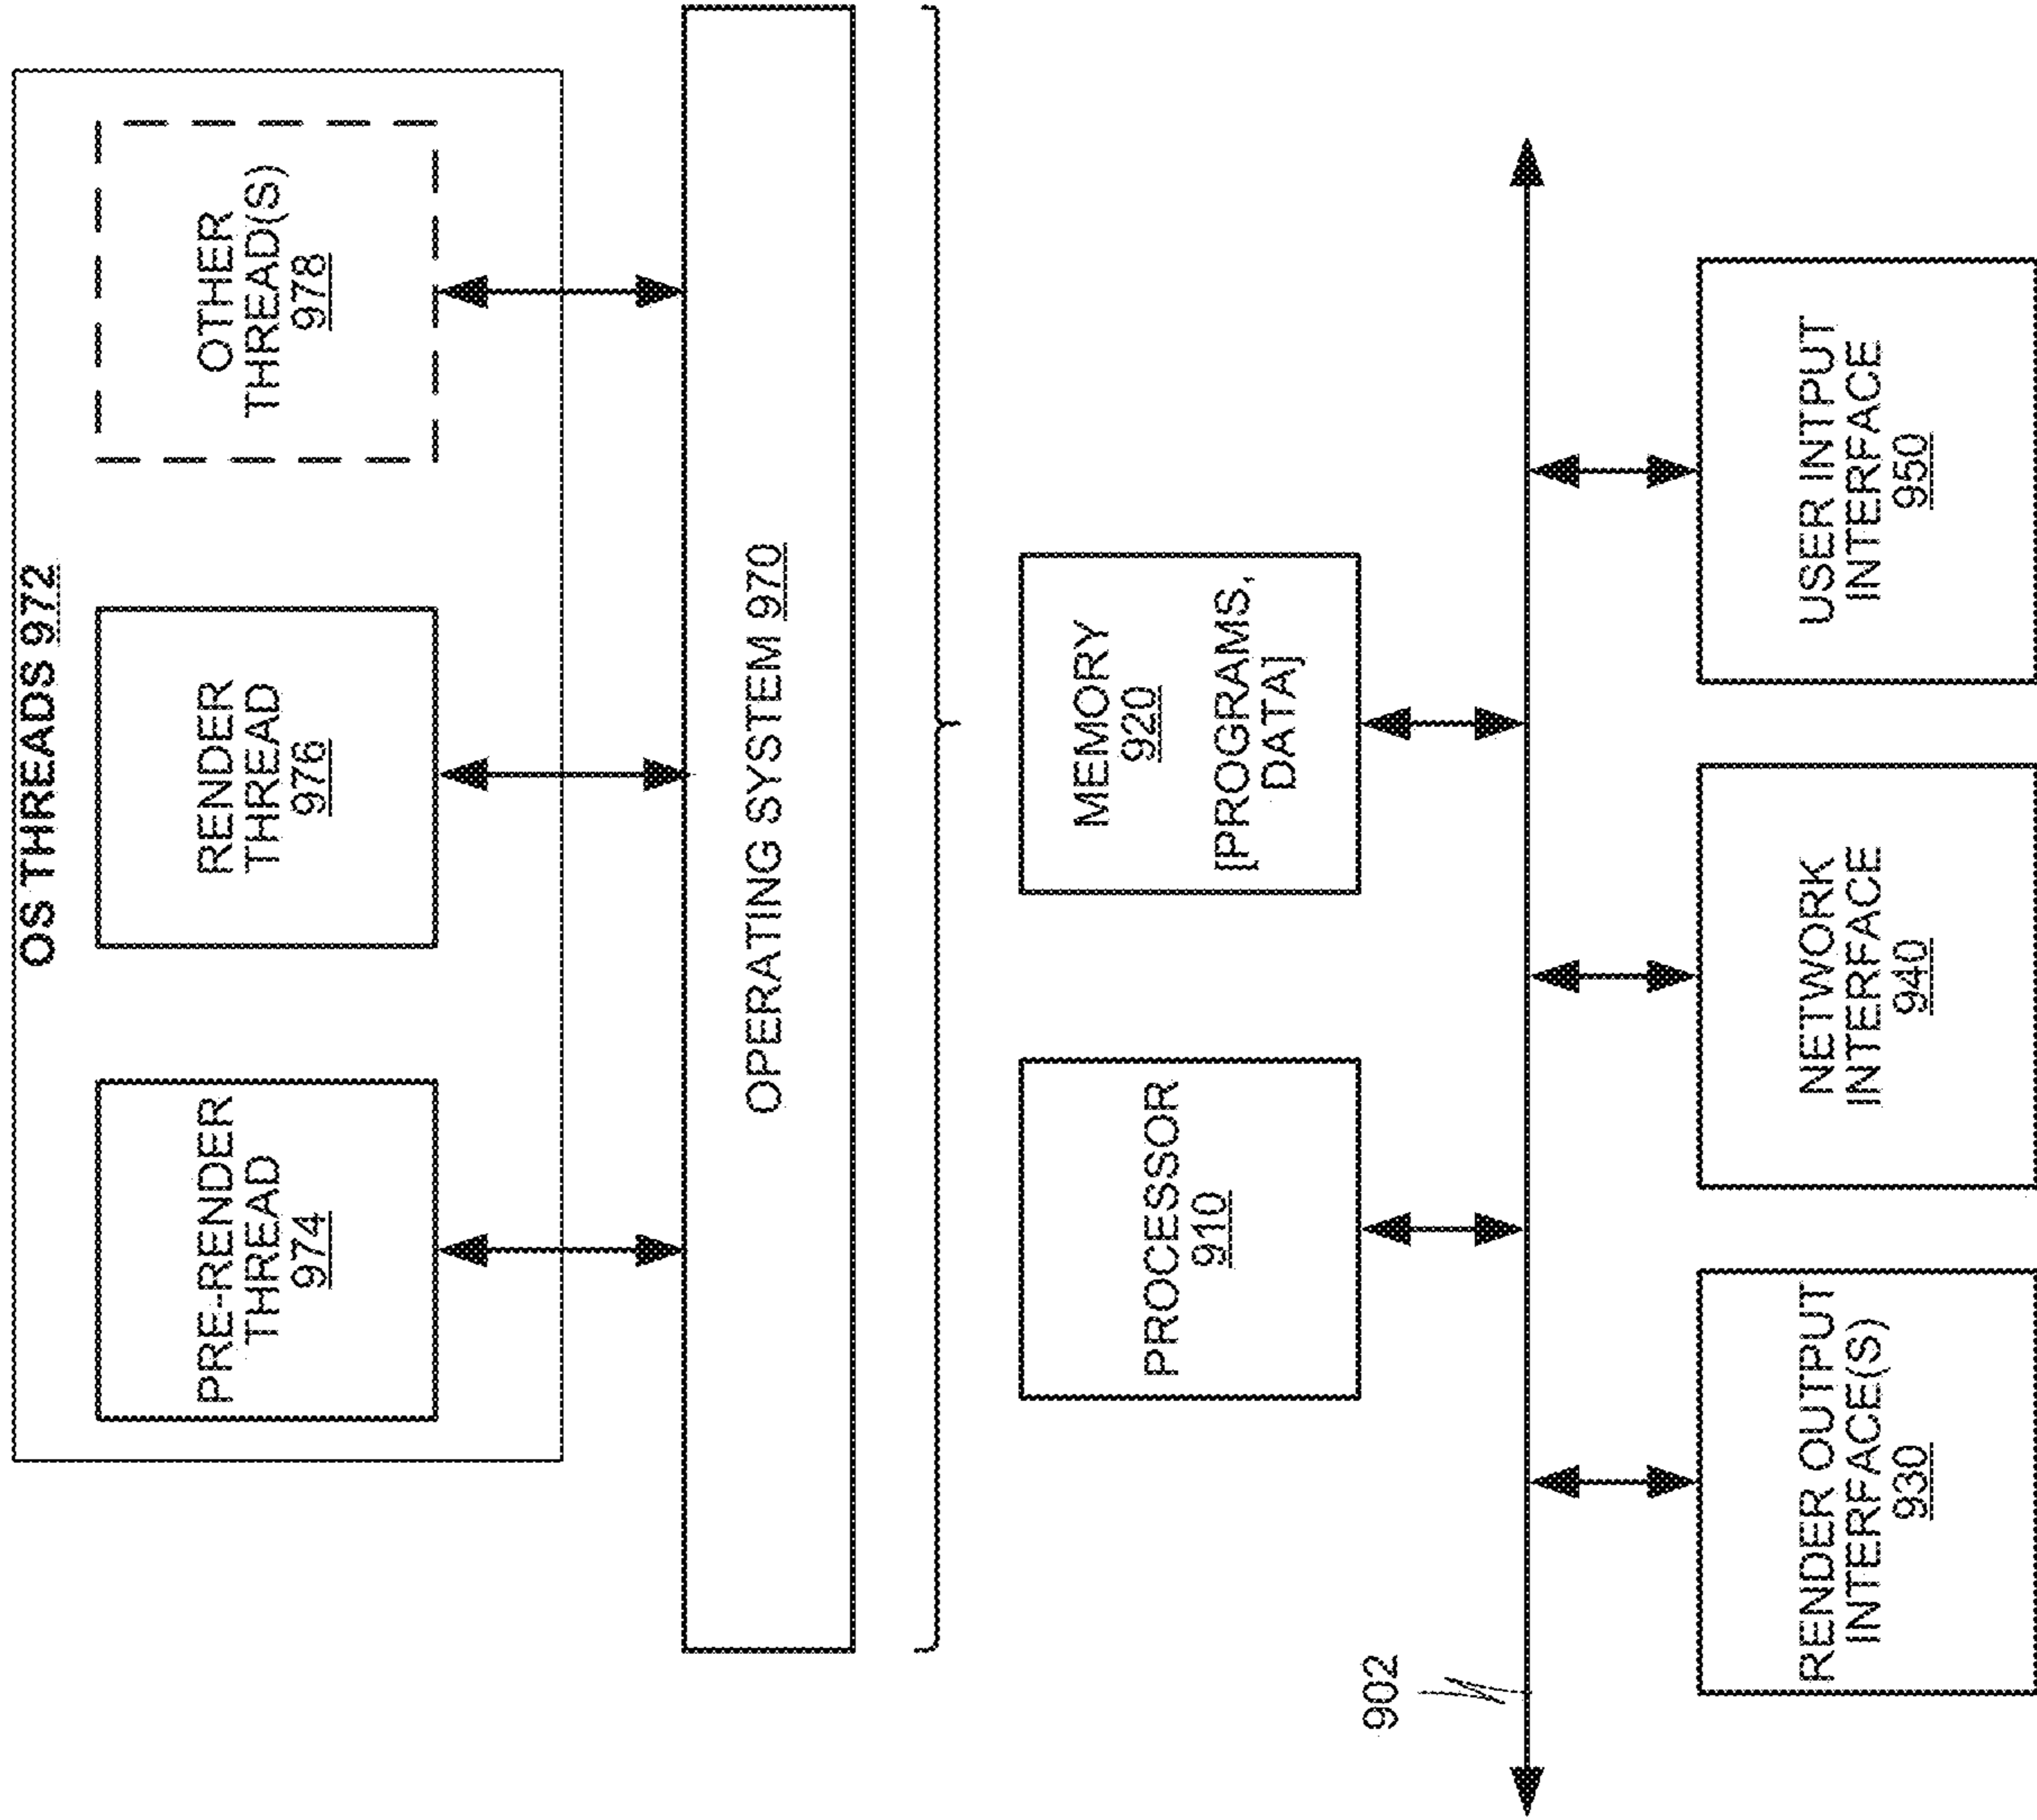 OS THREADS 972
PRE-RENDER
THREAD
974
RENDER
THREAD
976
OTHER
THREAD(S)
978
OPERATING SYSTEM 970
PROCESSOR
910
MEMORY
920
[PROGRAMS,
DATA]
902
RENDER OUTPUT
INTERFACE(S)
930
NETWORK
INTERFACE
940
USER INTPUT
INTERFACE
950